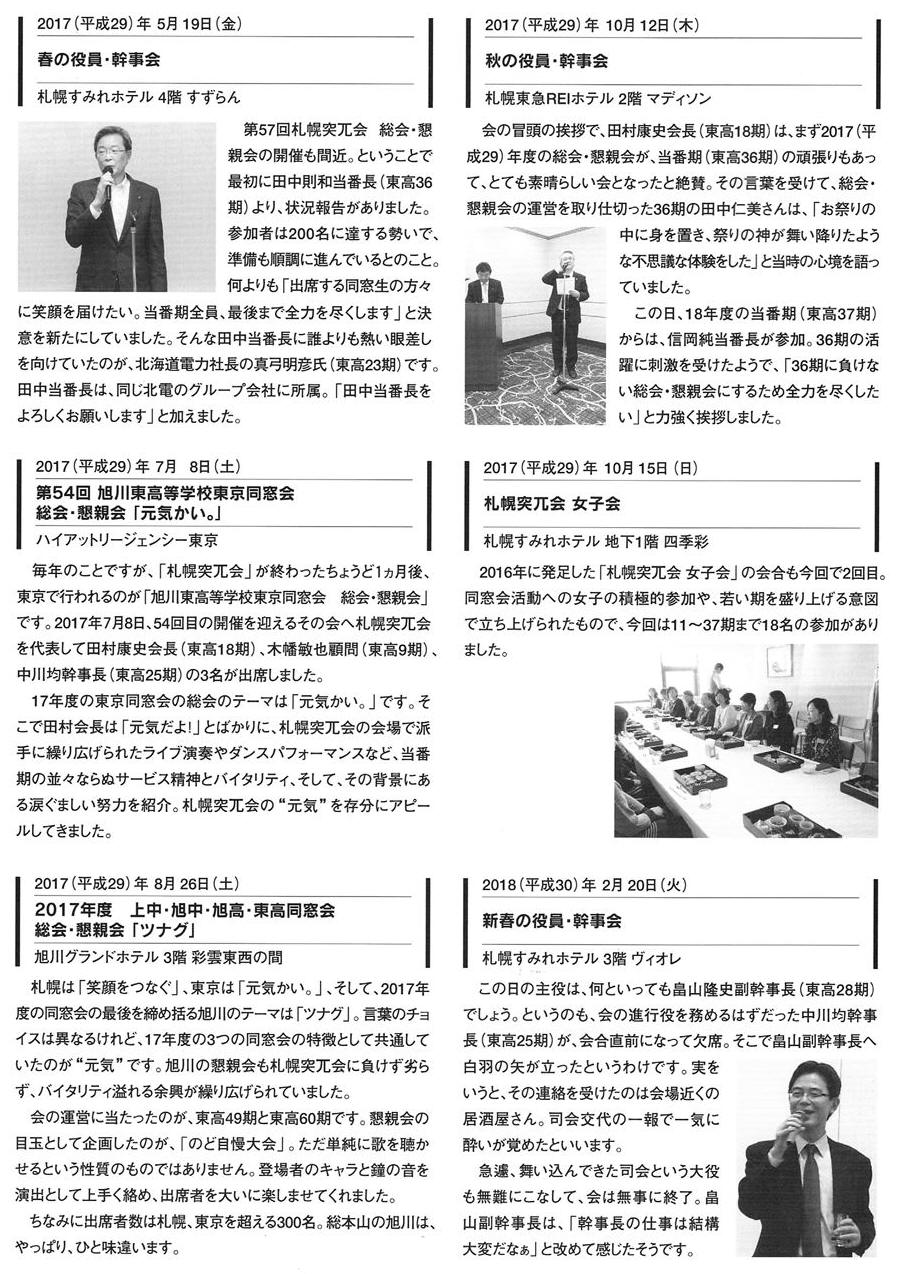 2017（平成29）年 5月19日（金）
春の役員・幹事会
札幌すみれホテル 4階 すずらん
第57回札幌突兀会　総会・懇
親会の開催も間近。ということで
最初に田中則和当番長（東高36
期）より、状況報告がありました。
参加者は200名に達する勢いで、
準備も順調に進んでいるとのこと。
何よりも「出席する同窓生の方々
に笑顔を届けたい。当番期全員、最後まで全力を尽くします」と決
意を新たにしていました。そんな田中当番長に誰よりも熱い眼差し
を向けていたのが、北海道電力社長の真弓明彦氏（東高23期）です。
田中当番長は、同じ北電のグループ会社に所属。「田中当番長を
よろしくお願いします」と加えました。
2017（平成29）年 7月 8日（土）
第54回 旭川東高等学校東京同窓会
総会・懇親会「元気かい。」
ハイアットリージェンシー東京
毎年のことですが、「札幌突兀会」が終わったちょうど1ヵ月後、
東京で行われるのが「旭川東高等学校東京同窓会　総会・懇親会」
です。2017年7月8日、54回目の開催を迎えるその会へ札幌突兀会
を代表して田村康史会長（東高18期）、木幡敏也顧問（東高9期）、
中川均幹事長（東高25期）の3名が出席しました。
17年度の東京同窓会の総会のテーマは「元気かい。」です。そ
こで田村会長は「元気だよ！」とばかりに、札幌突兀会の会場で派
手に繰り広げられたライブ演奏やダンスパフォーマンスなど、当番
期の並々ならぬサービス精神とバイタリティ、そして、その背景にあ
る涙ぐましい努力を紹介。札幌突兀会の“元気”を存分にアピー
ルしてきました。
2017（平成29）年 8月26日（土）
2017年度　上中・旭中・旭高・東高同窓会
総会・懇親会「ツナグ」
旭川グランドホテル 3階 彩雲東西の間
札幌は「笑顔をつなぐ」、東京は「元気かい。」、そして、2017年
度の同窓会の最後を締め括る旭川のテーマは「ツナグ」。言葉のチョ
イスは異なるけれど、17年度の3つの同窓会の特徴として共通して
いたのが“元気”です。旭川の懇親会も札幌突兀会に負けず劣ら
ず、バイタリティ溢れる余興が繰り広げられていました。
会の運営に当たったのが、東高49期と東高60期です。懇親会の
目玉として企画したのが、「のど自慢大会」。ただ単純に歌を聴か
せるという性質のものではありません。登場者のキャラと鐘の音を
演出として上手く絡め、出席者を大いに楽しませてくれました。
ちなみに出席者数は札幌、東京を超える300名。総本山の旭川は、
やっぱり、ひと味違います。
2017（平成29）年 10月12日（木）
秋の役員・幹事会
札幌東急REIホテル 2階 マディソン
会の冒頭の挨拶で、田村康史会長（東高18期）は、まず2017（平
成29）年度の総会・懇親会が、当番期（東高36期）の頑張りもあっ
て、とても素晴らしい会となったと絶賛。その言葉を受けて、総会・
懇親会の運営を取り仕切った36期の田中仁美さんは、「お祭りの
中に身を置き、祭りの神が舞い降りたよう
な不思議な体験をした」と当時の心境を語っ
ていました。
この日、18年度の当番期（東高37期）
からは、信岡純当番長が参加。36期の活
躍に刺激を受けたようで、「36期に負けな
い総会・懇親会にするため全力を尽くした
い」と力強く挨拶しました。
2017（平成29）年 10月15日（日）
札幌突兀会 女子会
札幌すみれホテル 地下1階 四季彩
2016年に発足した「札幌突兀会 女子会」の会合も今回で2回目。
同窓会活動への女子の積極的参加や、若い期を盛り上げる意図
で立ち上げられたもので、今回は11～37期まで18名の参加があり
ました。
2018（平成30）年 2月20日（火）
新春の役員・幹事会
札幌すみれホテル 3階 ヴィオレ
この日の主役は、何といっても畠山隆史副幹事長（東高28期）
でしょう。というのも、会の進行役を務めるはずだった中川均幹事
長（東高25期）が、会合直前になって欠席。そこで畠山副幹事長へ
白羽の矢が立ったというわけです。実を
いうと、その連絡を受けたのは会場近くの
居酒屋さん。司会交代の一報で一気に
酔いが覚めたといいます。
急遽、舞い込んできた司会という大役
も無難にこなして、会は無事に終了。畠
山副幹事長は、「幹事長の仕事は結構
大変だなぁ」と改めて感じたそうです。